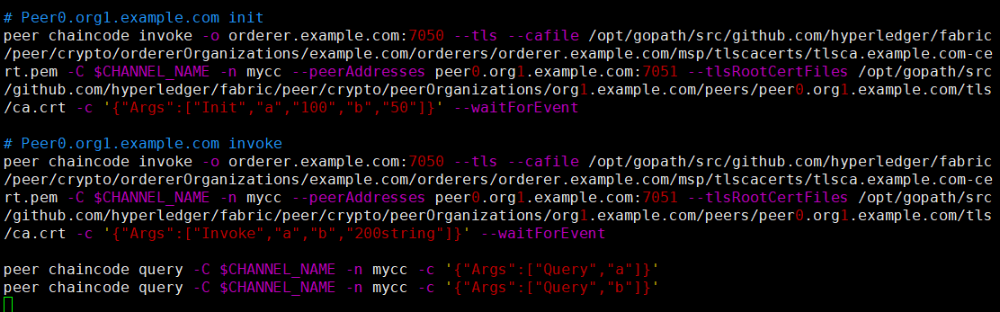 # Peer0.org1.example.com init
peer chaincode invoke -o orderer.example.com:7050 --tls --cafile /opt/gopath/src/github.com/hyperledger/fabric
/peer/crypto/ordererOrganizations/example.com/orderers/orderer.example.com/msp/tlscacerts/tlsca.example.com-ce
rt.pem -C $CHANNEL_NAME -n mycc --peerAddresses peer0.org1.example.com:7051 --tlsRootCertFiles /opt/gopath/src
/github.com/hyperledger/fabric/peer/crypto/peerOrganizations/org1.example.com/peers/peer0.org1.example.com/tls
/ca.crt -c '{"Args":["Init","a","100","b","50"]}' --waitForEvent
# Peer0.org1.example.com invoke
peer chaincode invoke -o orderer.example.com:7050 --tls --cafile /opt/gopath/src/github.com/hyperledger/fabric
/peer/crypto/ordererOrganizations/example.com/orderers/orderer.example.com/msp/tlscacerts/tlsca.example.com-ce
rt.pem -C $CHANNEL_NAME -n mycc --peerAddresses peer0.org1.example.com:7051 --tlsRootCertFiles /opt/gopath/src
/github.com/hyperledger/fabric/peer/crypto/peerOrganizations/org1.example.com/peers/peer0.org1.example.com/tls
/ca.crt -c '{"Args":["Invoke","a","b","200string"]}' --waitForEvent
peer chaincode query -C $CHANNEL_NAME -n mycc -c '{"Args":["Query","a"]}'
peer chaincode query -C $CHANNEL_NAME -n mycc -c '{"Args":["Query","b"]}'